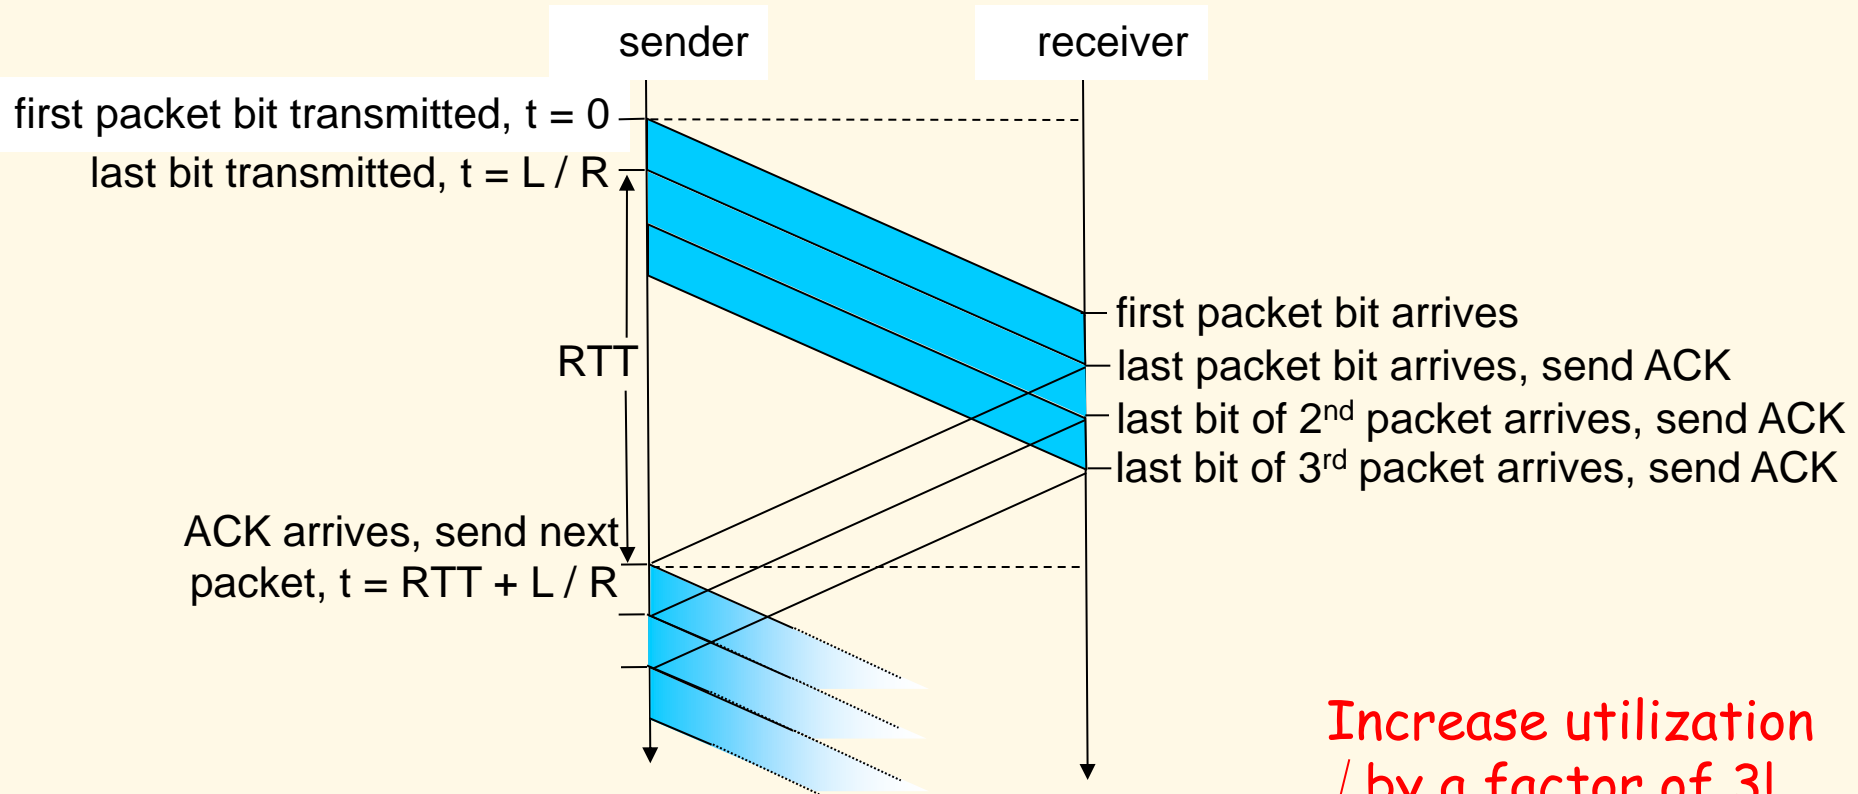 sender
receiver
first packet bit transmitted, t = 0
last bit transmitted, t = L / R
RTT
first packet bit arrives
last packet bit arrives, send ACK
last bit of 2nd packet arrives, send ACK
last bit of 3rd packet arrives, send ACK
ACK arrives, send next
packet, t = RTT + L / R
Increase utilization
by a factor of 3!